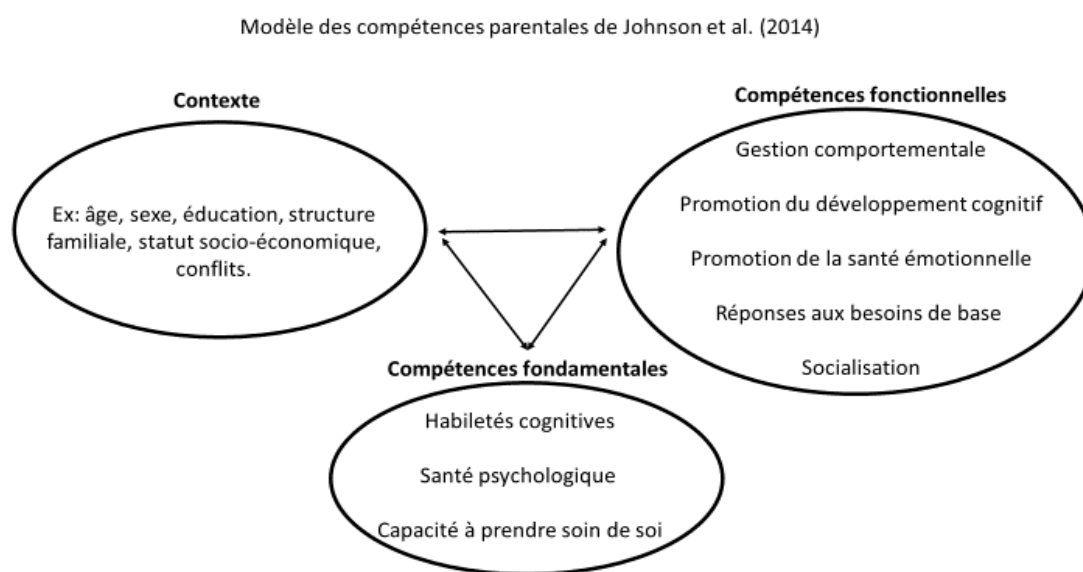 Modèle des compétences parentales de Johnson et al. (2014)
Contexte
Ex: âge, sexe, éducation, structure
familiale, statut socio-économique,
conflits.
Compétences fonctionnelles
Gestion comportementale
Promotion du développement cognitif
Promotion de la santé émotionnelle
Réponses aux besoins de base
Socialisation
Compétences fondamentales
Habiletés cognitives
Santé psychologique
Capacité à prendre soin de soi